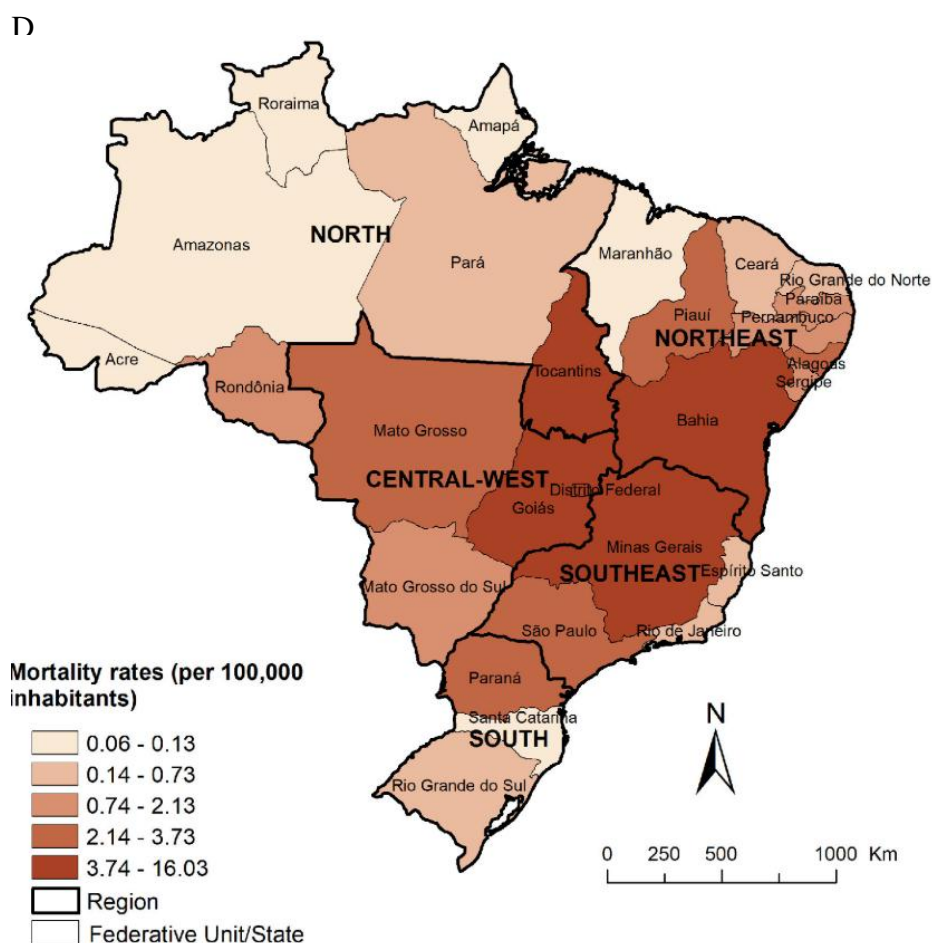 D
Roraima
Amapá
Amazonas
NORTH
Pará
Maranhão
Ceará
Rio Grande do Norte
Paraíba
Pernambuco
Piauí
NORTHEAST
Acre
Rondônia
Tocantins
Alagoas
Sergipe
Mato Grosso
Bahia
CENTRAL-WEST
Distrito Federal
Goiás
Minas Gerais
SOUTHEAST
Espírito Santo
Mato Grosso do Sul
São Paulo
Rio de Janeiro
Paraná
Santa Catarina
SOUTH
Rio Grande do Sul
Mortality rates (per 100,000
inhabitants)
0.06 - 0.13
0.14 - 0.73
0.74 - 2.13
2.14 - 3.73
3.74 - 16.03
Region
Federative Unit/State
N
0 250 500 1000 Km